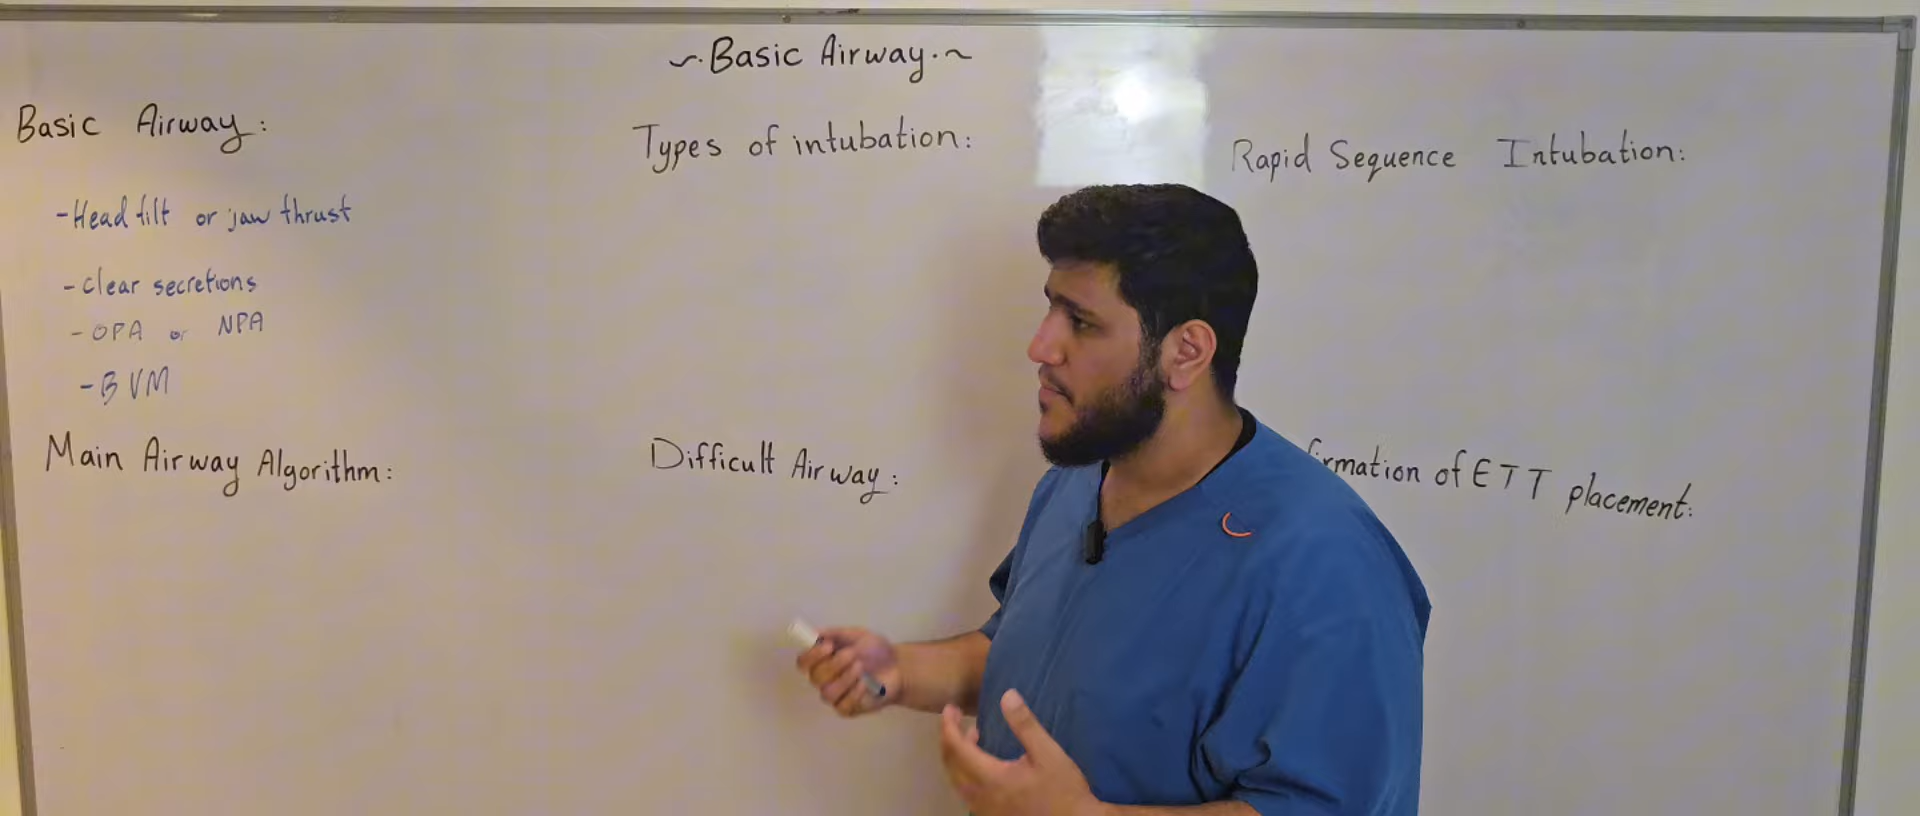 ~.Basic Airway.~
Basic Airway:
-Head tilt or jaw thrust
-clear secretions
-OPA or NPA
-BVM
Main Airway Algorithm:
Types of intubation:
Difficult Airway:
Rapid Sequence Intubation:
firmation of ETT placement: